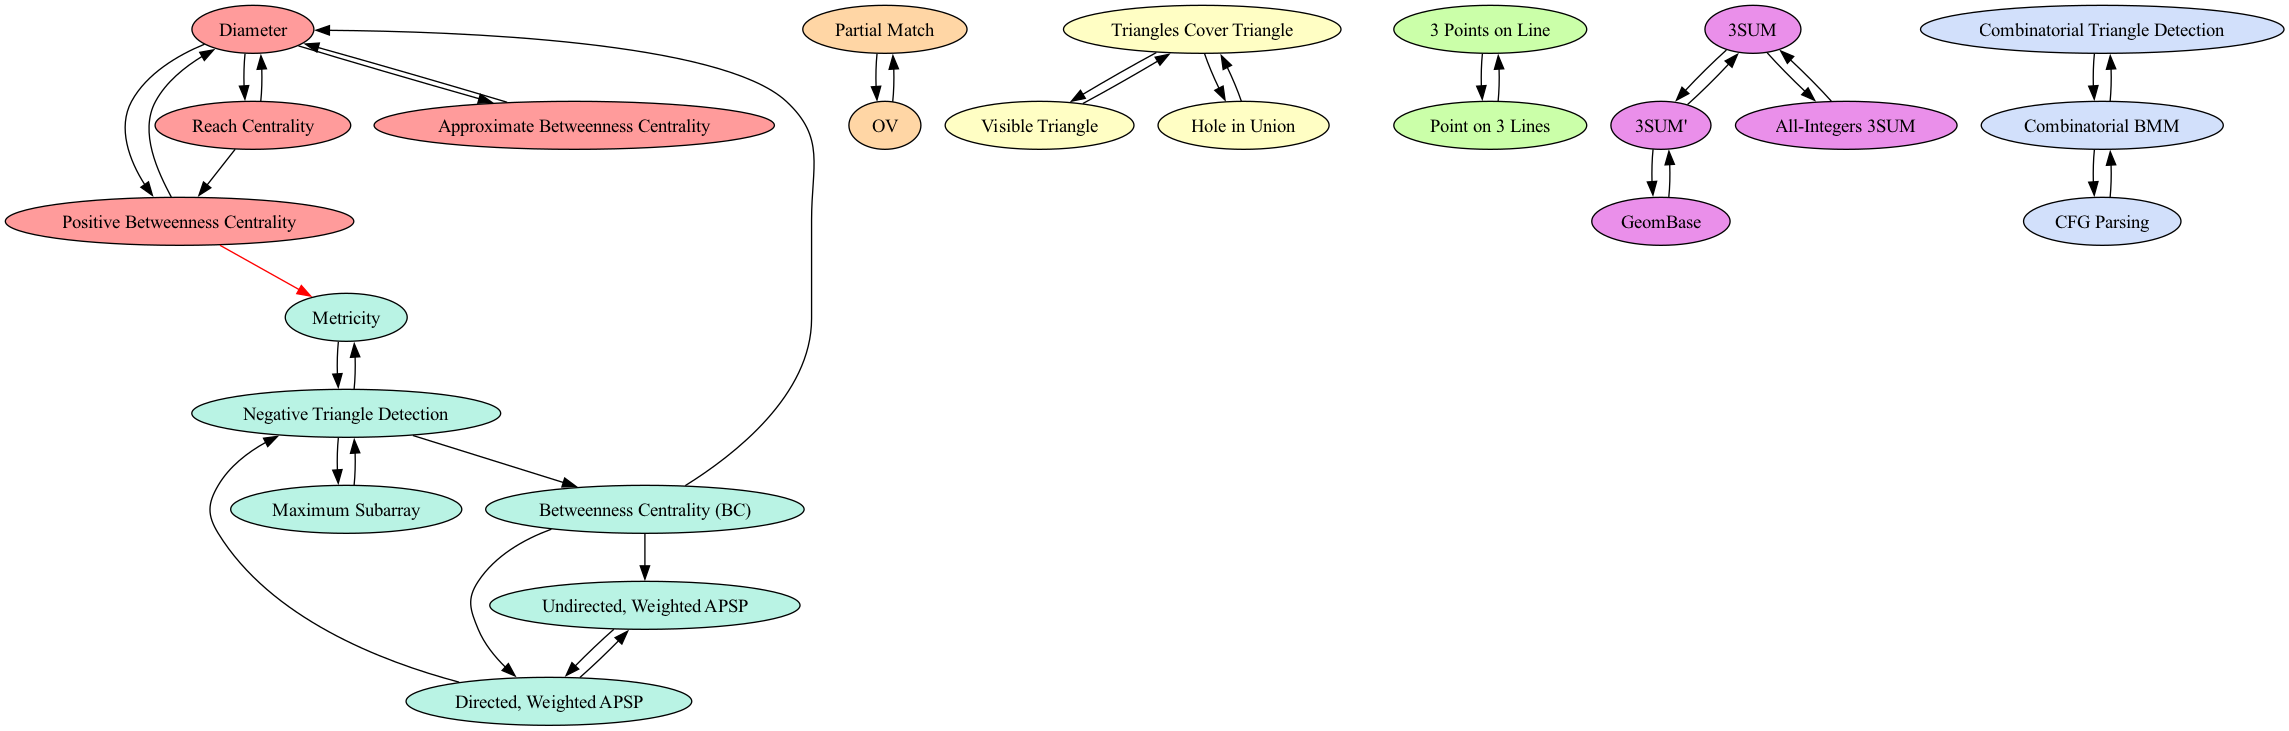 Diameter
Partial Match
Triangles Cover Triangle
3 Points on Line
3SUM
Combinatorial Triangle Detection
Reach Centrality
Approximate Betweenness Centrality
OV
Visible Triangle
Hole in Union
Point on 3 Lines
3SUM'
All-Integers 3SUM
Combinatorial BMM
Positive Betweenness Centrality
GeomBase
CFG Parsing
Metricity
Negative Triangle Detection
Maximum Subarray
Betweenness Centrality (BC)
Undirected, Weighted APSP
Directed, Weighted APSP